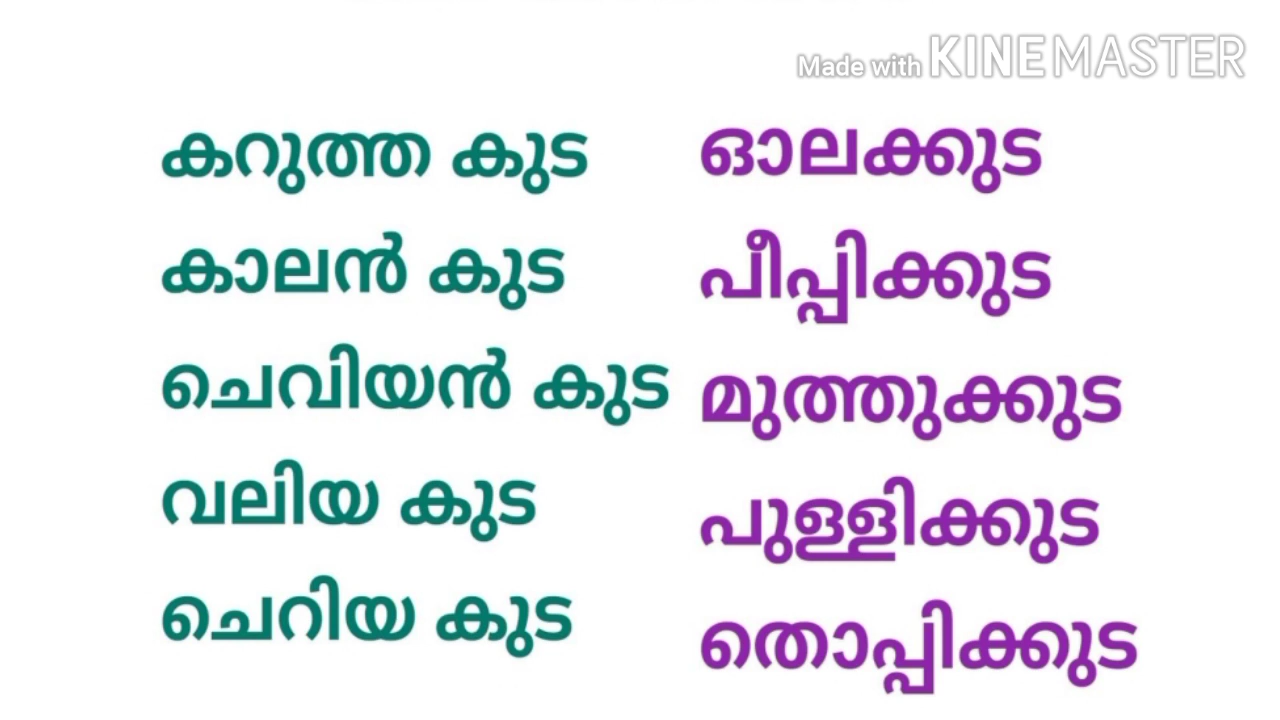 Made with KINEMASTER
കറുത്ത കുട
കാലൻ കുട
ചെവിയൻ കുട
വലിയ കുട
ചെറിയ കുട
ഓലക്കുട
പീപ്പിക്കുട
മുത്തുക്കുട
പുള്ളിക്കുട
തൊപ്പിക്കുട